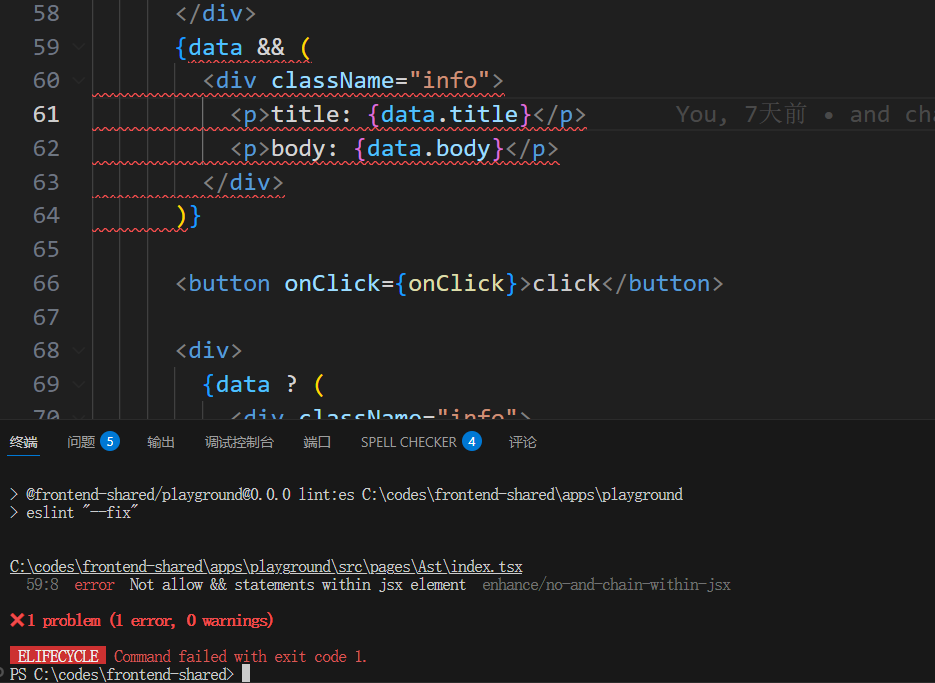 58 </div>
59 {data && (
60 <div className="info">
61 <p>title: {data.title}</p> You, 7天前 • and cha
62 <p>body: {data.body}</p>
63 </div>
64 )}
65
66 <button onClick={onClick}>click</button>
67
68 <div>
69 {data ? (
70 <div className="info">
终端 问题 5 输出 调试控制台 端口 SPELL CHECKER 4 评论
> @frontend-shared/playground@0.0.0 lint:es C:\codes\frontend-shared\apps\playground
> eslint "--fix"
C:\codes\frontend-shared\apps\playground\src\pages\Ast\index.tsx
59:8 error Not allow && statements within jsx element enhance/no-and-chain-within-jsx
❌1 problem (1 error, 0 warnings)
ELIFECYCLE Command failed with exit code 1.
PS C:\codes\frontend-shared>